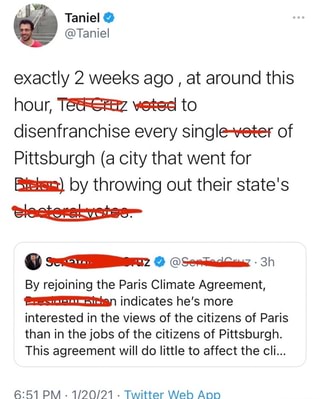 Taniel
@Taniel
exactly 2 weeks ago , at around this
hour, Ted Cruz voted to
disenfranchise every single voter of
Pittsburgh (a city that went for
Biden) by throwing out their state's
electoral votes.
@SenTedCruz · 3h
By rejoining the Paris Climate Agreement,
President Biden indicates he's more
interested in the views of the citizens of Paris
than in the jobs of the citizens of Pittsburgh.
This agreement will do little to affect the cli...
6:51 PM · 1/20/21 · Twitter Web App